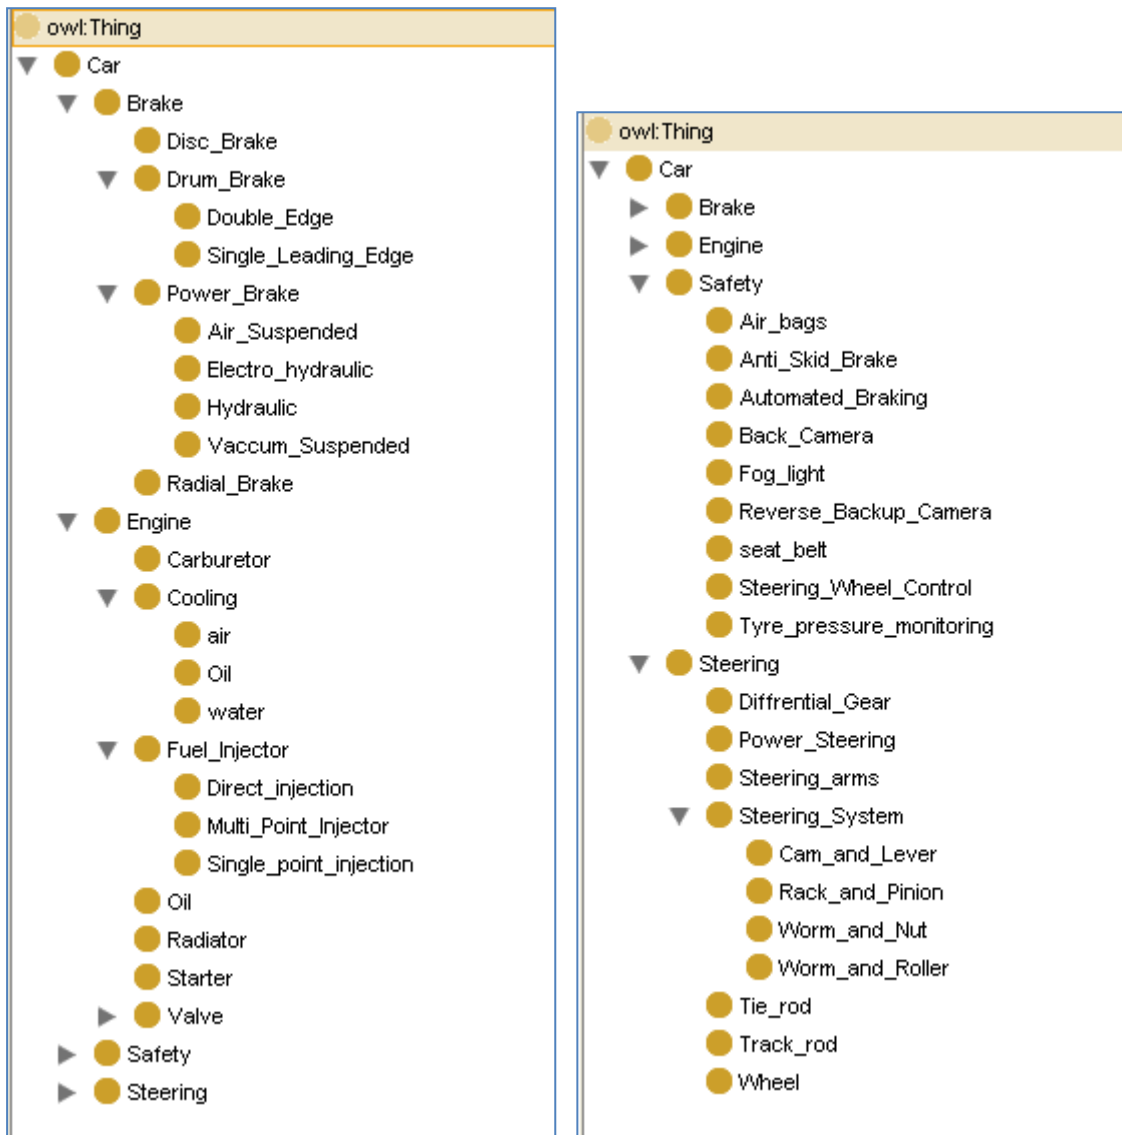 owl:Thing
Car
Brake
Disc_Brake
Drum_Brake
Double_Edge
Single_Leading_Edge
Power_Brake
Air_Suspended
Electro_hydraulic
Hydraulic
Vaccum_Suspended
Radial_Brake
Engine
Carburetor
Cooling
air
Oil
water
Fuel_Injector
Direct_injection
Multi_Point_Injector
Single_point_injection
Oil
Radiator
Starter
Valve
Safety
Steering
owl:Thing
Car
Brake
Engine
Safety
Air_bags
Anti_Skid_Brake
Automated_Braking
Back_Camera
Fog_light
Reverse_Backup_Camera
seat_belt
Steering_Wheel_Control
Tyre_pressure_monitoring
Steering
Diffrential_Gear
Power_Steering
Steering_arms
Steering_System
Cam_and_Lever
Rack_and_Pinion
Worm_and_Nut
Worm_and_Roller
Tie_rod
Track_rod
Wheel